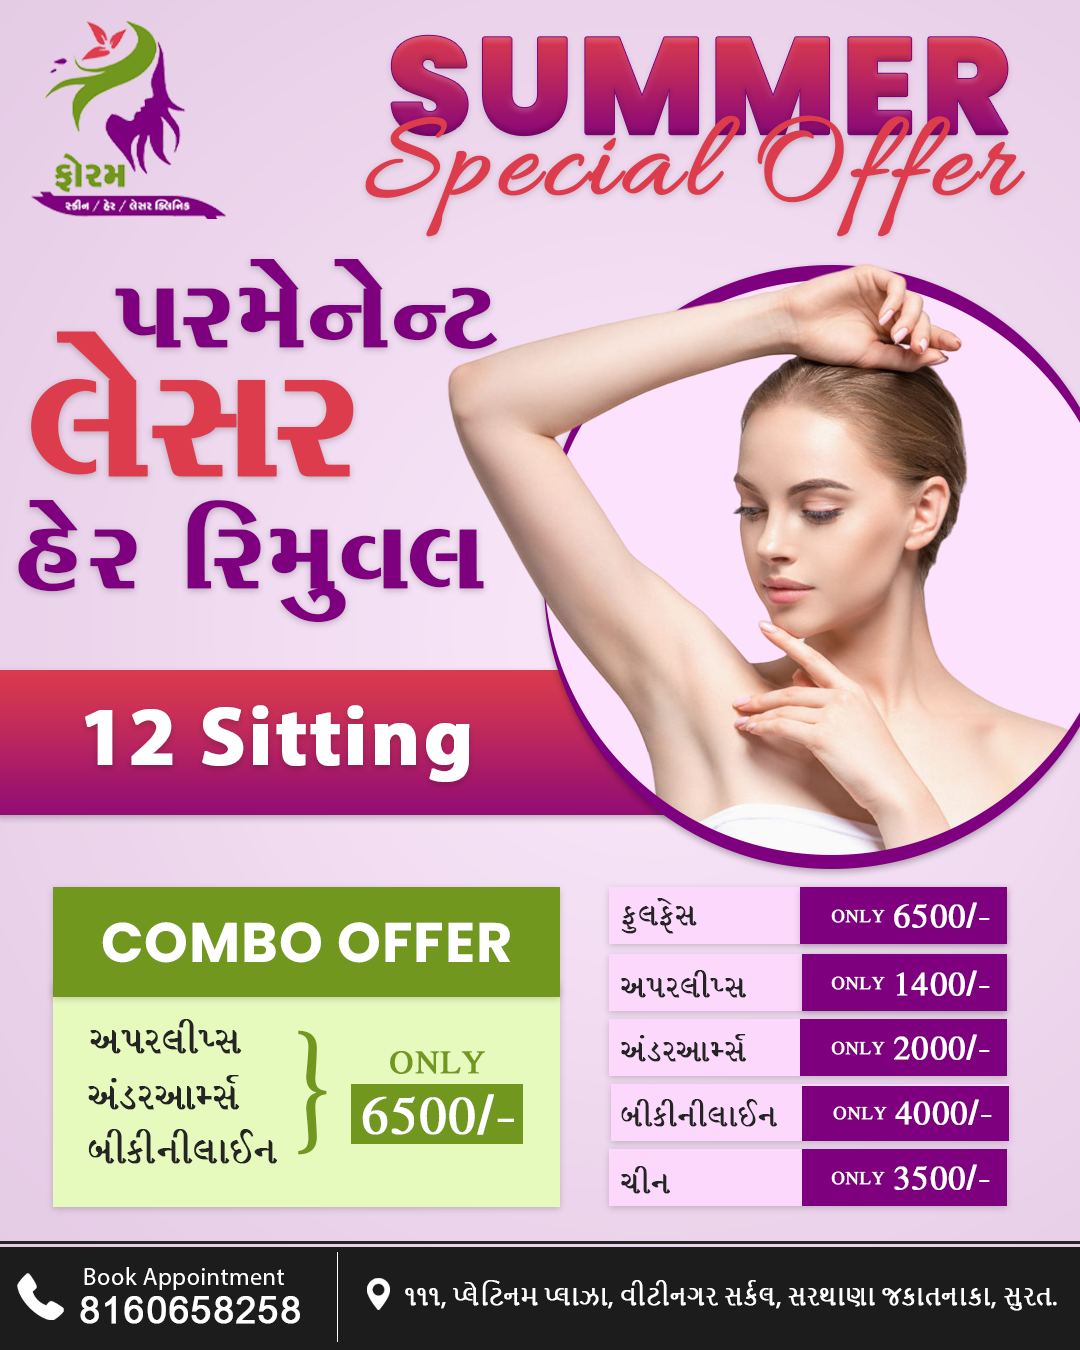 ફોરમ
સ્કીન / હેર / લેસર ક્લિનિક
SUMMER
Special Offer
પરમેનેન્ટ
લેસર
હેર રિમુવલ
12 Sitting
COMBO OFFER
અપરલીપ્સ
અંડરઆર્મ્સ
બીકીનીલાઈન
ONLY
6500/-
ફુલફેસ ONLY 6500/-
અપરલીપ્સ ONLY 1400/-
અંડરઆર્મ્સ ONLY 2000/-
બીકીનીલાઈન ONLY 4000/-
ચીન ONLY 3500/-
Book Appointment
8160658258
૧૧૧, પ્લેટિનમ પ્લાઝા, વીટીનગર સર્કલ, સરથાણા જકાતનાકા, સુરત.